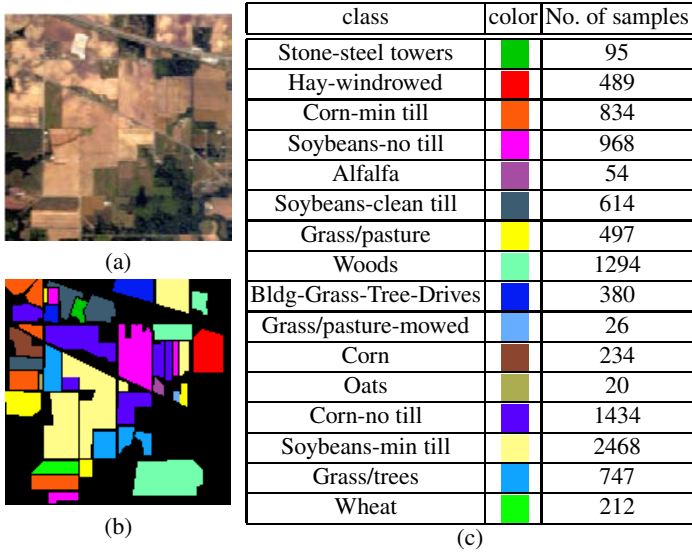 (a)
(b)
class color No. of samples
Stone-steel towers 95
Hay-windrowed 489
Corn-min till 834
Soybeans-no till 968
Alfalfa 54
Soybeans-clean till 614
Grass/pasture 497
Woods 1294
Bldg-Grass-Tree-Drives 380
Grass/pasture-mowed 26
Corn 234
Oats 20
Corn-no till 1434
Soybeans-min till 2468
Grass/trees 747
Wheat 212
(c)